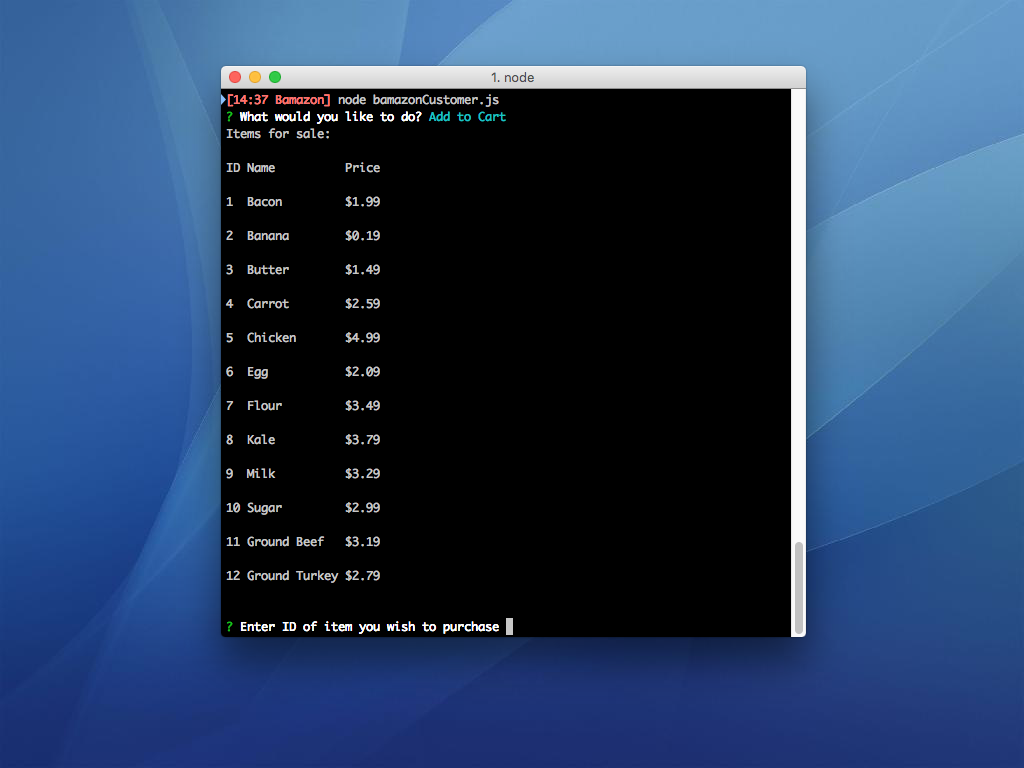 1. node
[14:37 Bamazon] node bamazonCustomer.js
? What would you like to do? Add to Cart
Items for sale:
ID Name Price
1 Bacon $1.99
2 Banana $0.19
3 Butter $1.49
4 Carrot $2.59
5 Chicken $4.99
6 Egg $2.09
7 Flour $3.49
8 Kale $3.79
9 Milk $3.29
10 Sugar $2.99
11 Ground Beef $3.19
12 Ground Turkey $2.79
? Enter ID of item you wish to purchase